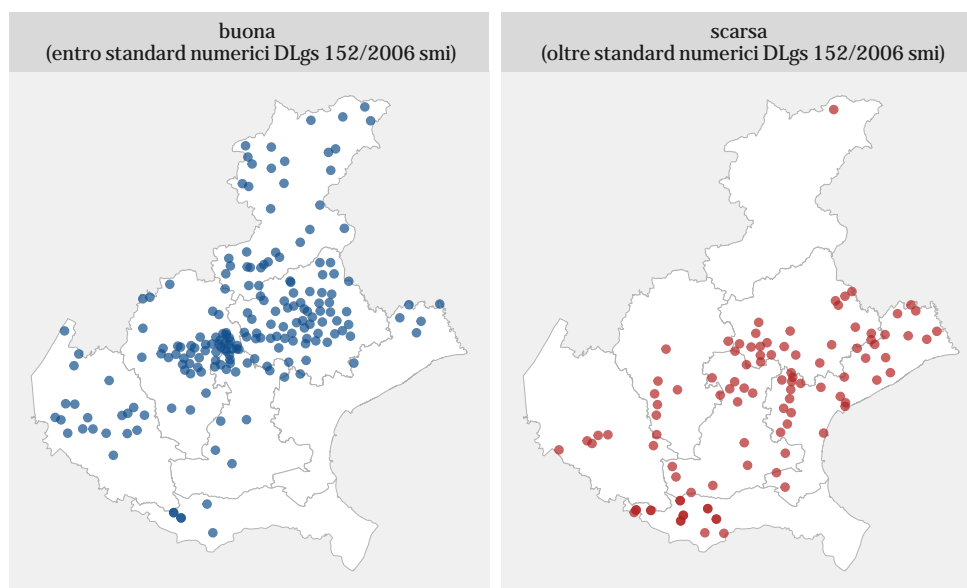 buona
(entro standard numerici DLgs 152/2006 smi)
scarsa
(oltre standard numerici DLgs 152/2006 smi)